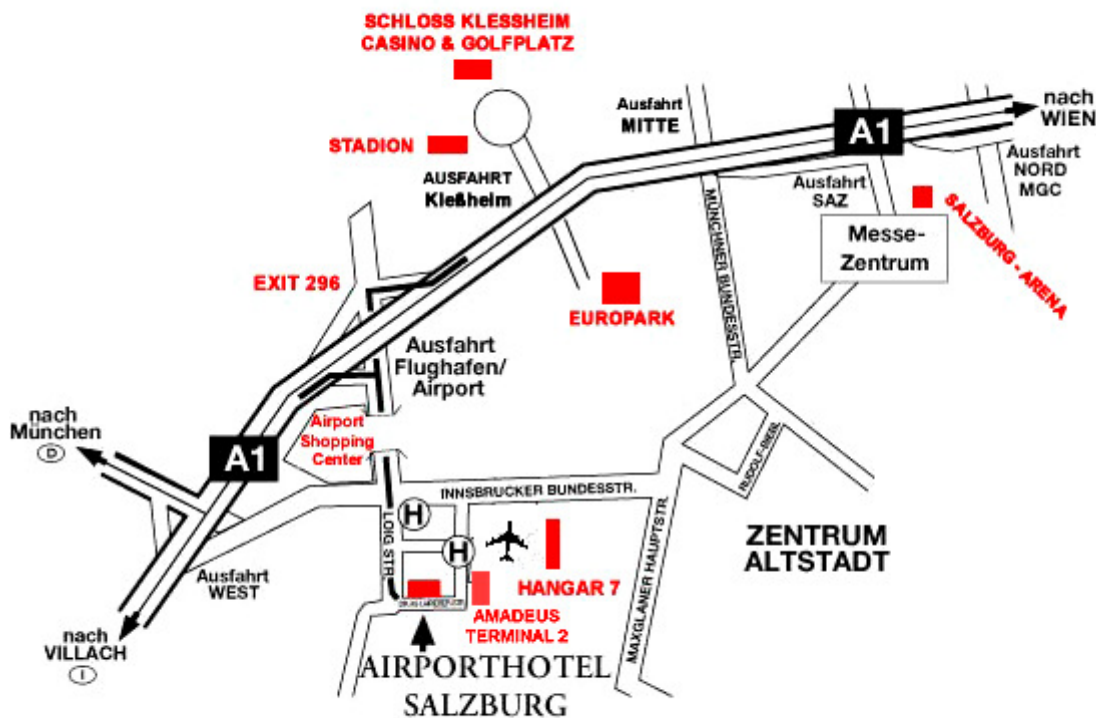 SCHLOSS KLESSHEIM
CASINO & GOLFPLATZ
STADION
AUSFAHRT
Kleßheim
Ausfahrt
MITTE
A1
nach
WIEN
Ausfahrt
NORD
MGC
Ausfahrt
SAZ
SALZBURG - ARENA
Messe-
Zentrum
MÜNCHNER BUNDESSTR.
EXIT 296
EUROPARK
Ausfahrt
Flughafen/
Airport
nach
München
D
A1
Airport
Shopping
Center
RUDOLF-BIEBL
INNSBRUCKER BUNDESSTR.
H
LOIG STR
H
ZENTRUM
ALTSTADT
HANGAR 7
MAXGLANER HAUPTSTR.
Ausfahrt
WEST
AMADEUS
TERMINAL 2
nach
VILLACH
I
AIRPORTHOTEL
SALZBURG